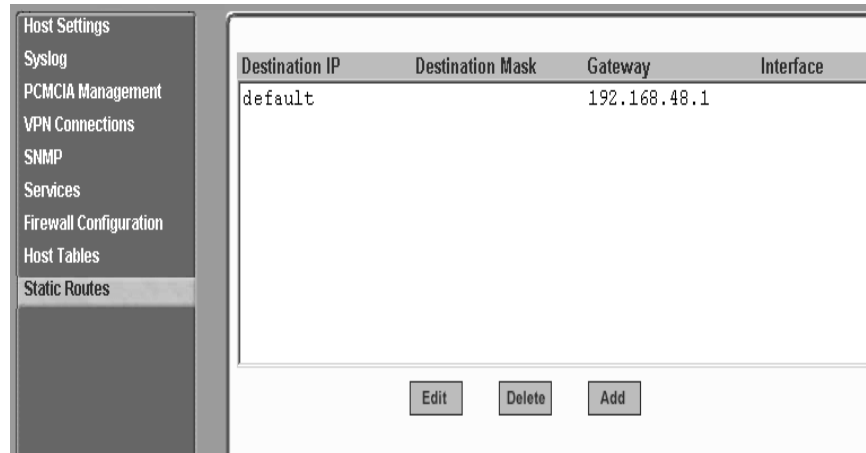 Host Settings
Syslog
PCMCIA Management
VPN Connections
SNMP
Services
Firewall Configuration
Host Tables
Static Routes
Destination IP Destination Mask Gateway Interface
default 192.168.48.1
Edit Delete Add